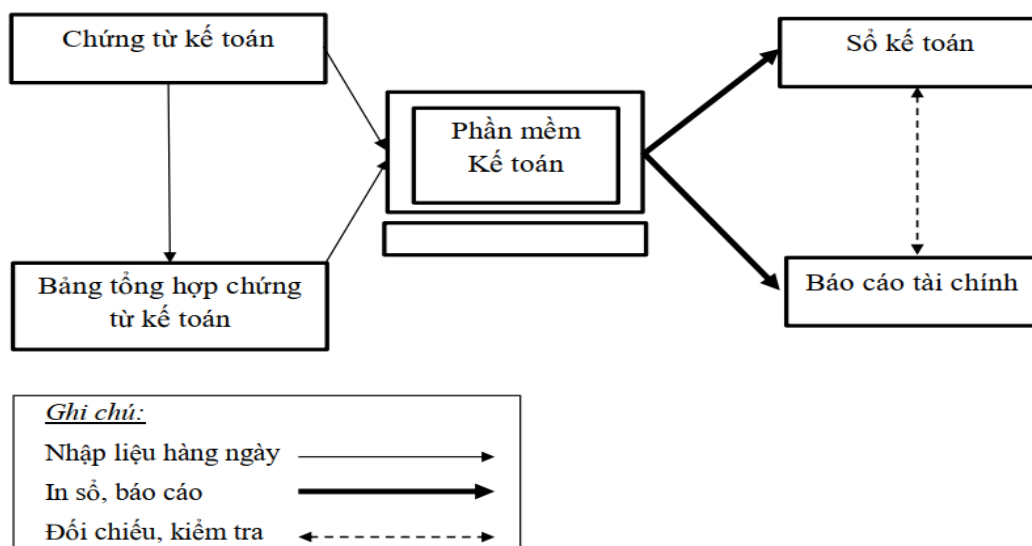 Chứng từ kế toán
Sổ kế toán
Phần mềm
Kế toán
Bảng tổng hợp chứng
từ kế toán
Báo cáo tài chính
Ghi chú:
Nhập liệu hàng ngày
In sổ, báo cáo
Đối chiếu, kiểm tra